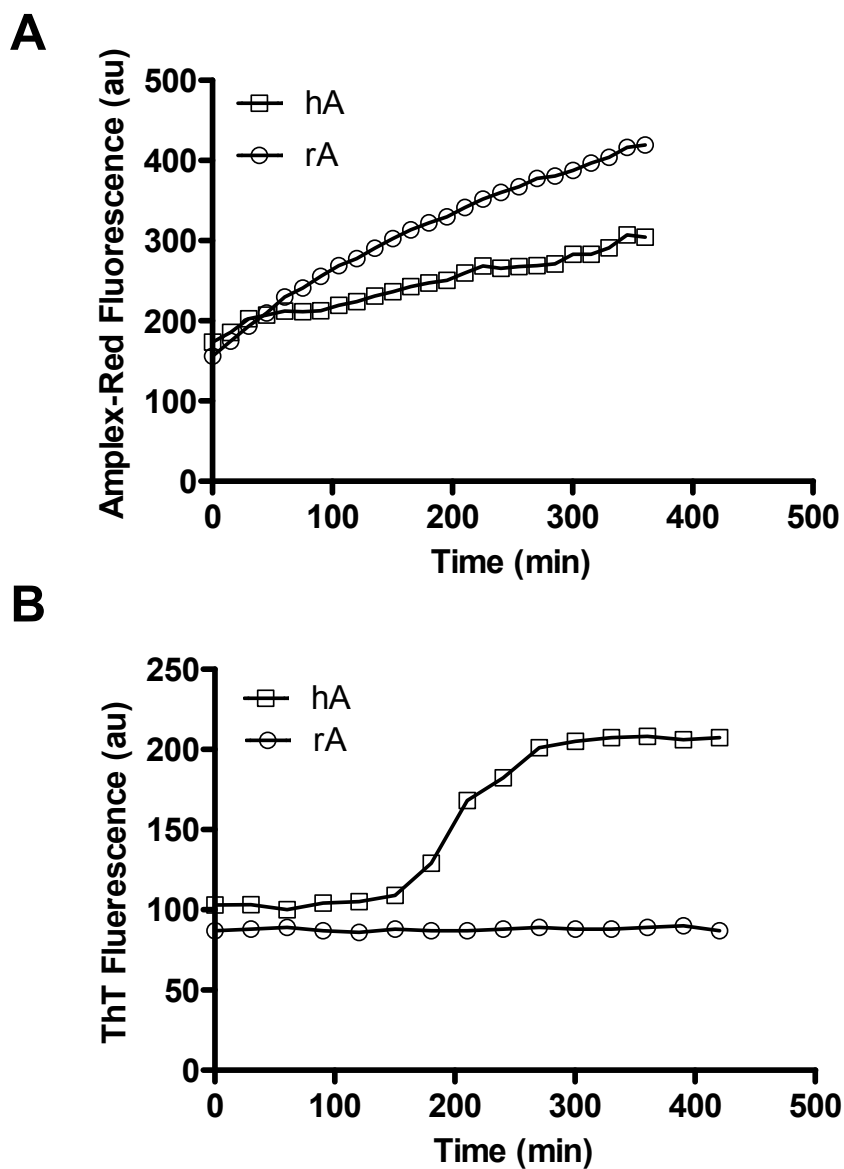 A
Amplex-Red Fluorescence (au)
500
400
300
200
100
0
hA
rA
0 100 200 300 400 500
Time (min)
B
ThT Fluerescence (au)
250
200
150
100
50
0
hA
rA
0 100 200 300 400 500
Time (min)